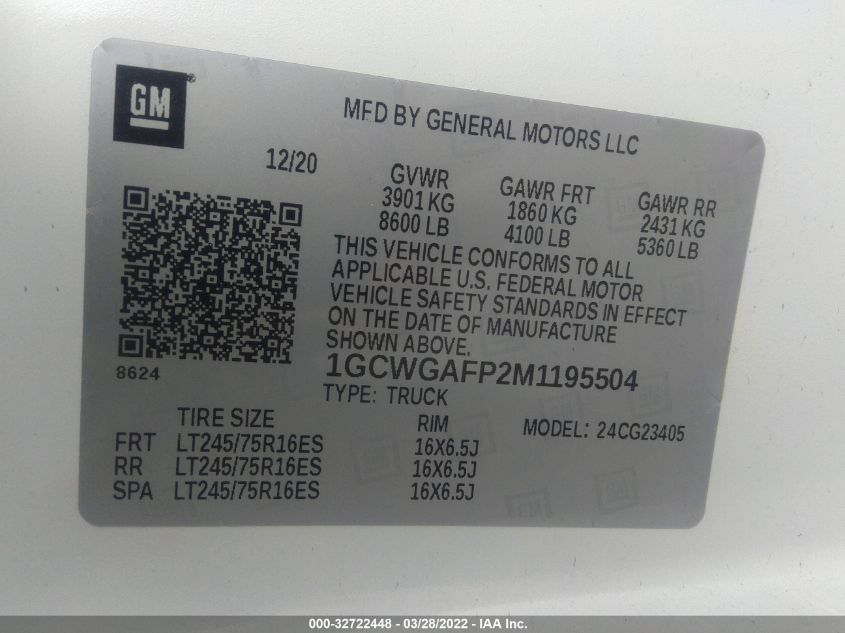 GM
MFD BY GENERAL MOTORS LLC
12/20
GVWR
3901 KG
8600 LB
GAWR FRT
1860 KG
4100 LB
GAWR RR
2431 KG
5360 LB
THIS VEHICLE CONFORMS TO ALL
APPLICABLE U.S. FEDERAL MOTOR
VEHICLE SAFETY STANDARDS IN EFFECT
ON THE DATE OF MANUFACTURE
SHOWN ABOVE.
8624
1GCWGAFP2M1195504
TYPE: TRUCK
TIRE SIZE RIM MODEL: 24CG23405
FRT LT245/75R16ES 16X6.5J
RR LT245/75R16ES 16X6.5J
SPA LT245/75R16ES 16X6.5J
000-32722448 - 03/28/2022 - IAA Inc.